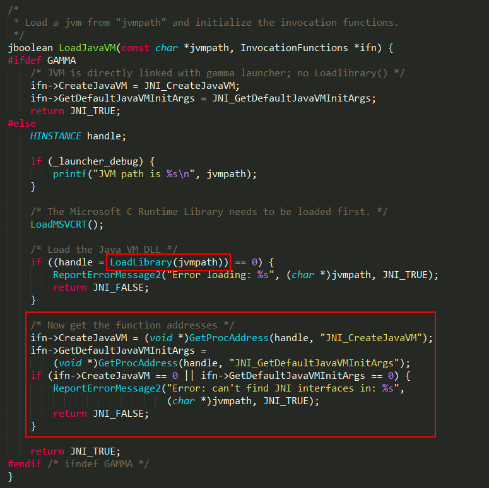 /*
 * Load a jvm from "jvmpath" and initialize the invocation functions.
 */
jboolean LoadJavaVM(const char *jvmpath, InvocationFunctions *ifn) {
#ifdef GAMMA
    /* JVM is directly linked with gamma launcher; no Loadlibrary() */
    ifn->CreateJavaVM = JNI_CreateJavaVM;
    ifn->GetDefaultJavaVMInitArgs = JNI_GetDefaultJavaVMInitArgs;
    return JNI_TRUE;
#else
    HINSTANCE handle;

    if (_launcher_debug) {
        printf("JVM path is %s\n", jvmpath);
    }

    /* The Microsoft C Runtime Library needs to be loaded first. */
    LoadMSVCRT();

    /* Load the Java VM DLL */
    if ((handle = LoadLibrary(jvmpath)) == 0) {
        ReportErrorMessage2("Error loading: %s", (char *)jvmpath, JNI_TRUE);
        return JNI_FALSE;
    }

    /* Now get the function addresses */
    ifn->CreateJavaVM = (void *)GetProcAddress(handle, "JNI_CreateJavaVM");
    ifn->GetDefaultJavaVMInitArgs =
        (void *)GetProcAddress(handle, "JNI_GetDefaultJavaVMInitArgs");
    if (ifn->CreateJavaVM == 0 || ifn->GetDefaultJavaVMInitArgs == 0) {
        ReportErrorMessage2("Error: can't find JNI interfaces in: %s",
                            (char *)jvmpath, JNI_TRUE);
        return JNI_FALSE;
    }

    return JNI_TRUE;
#endif /* ifndef GAMMA */
}